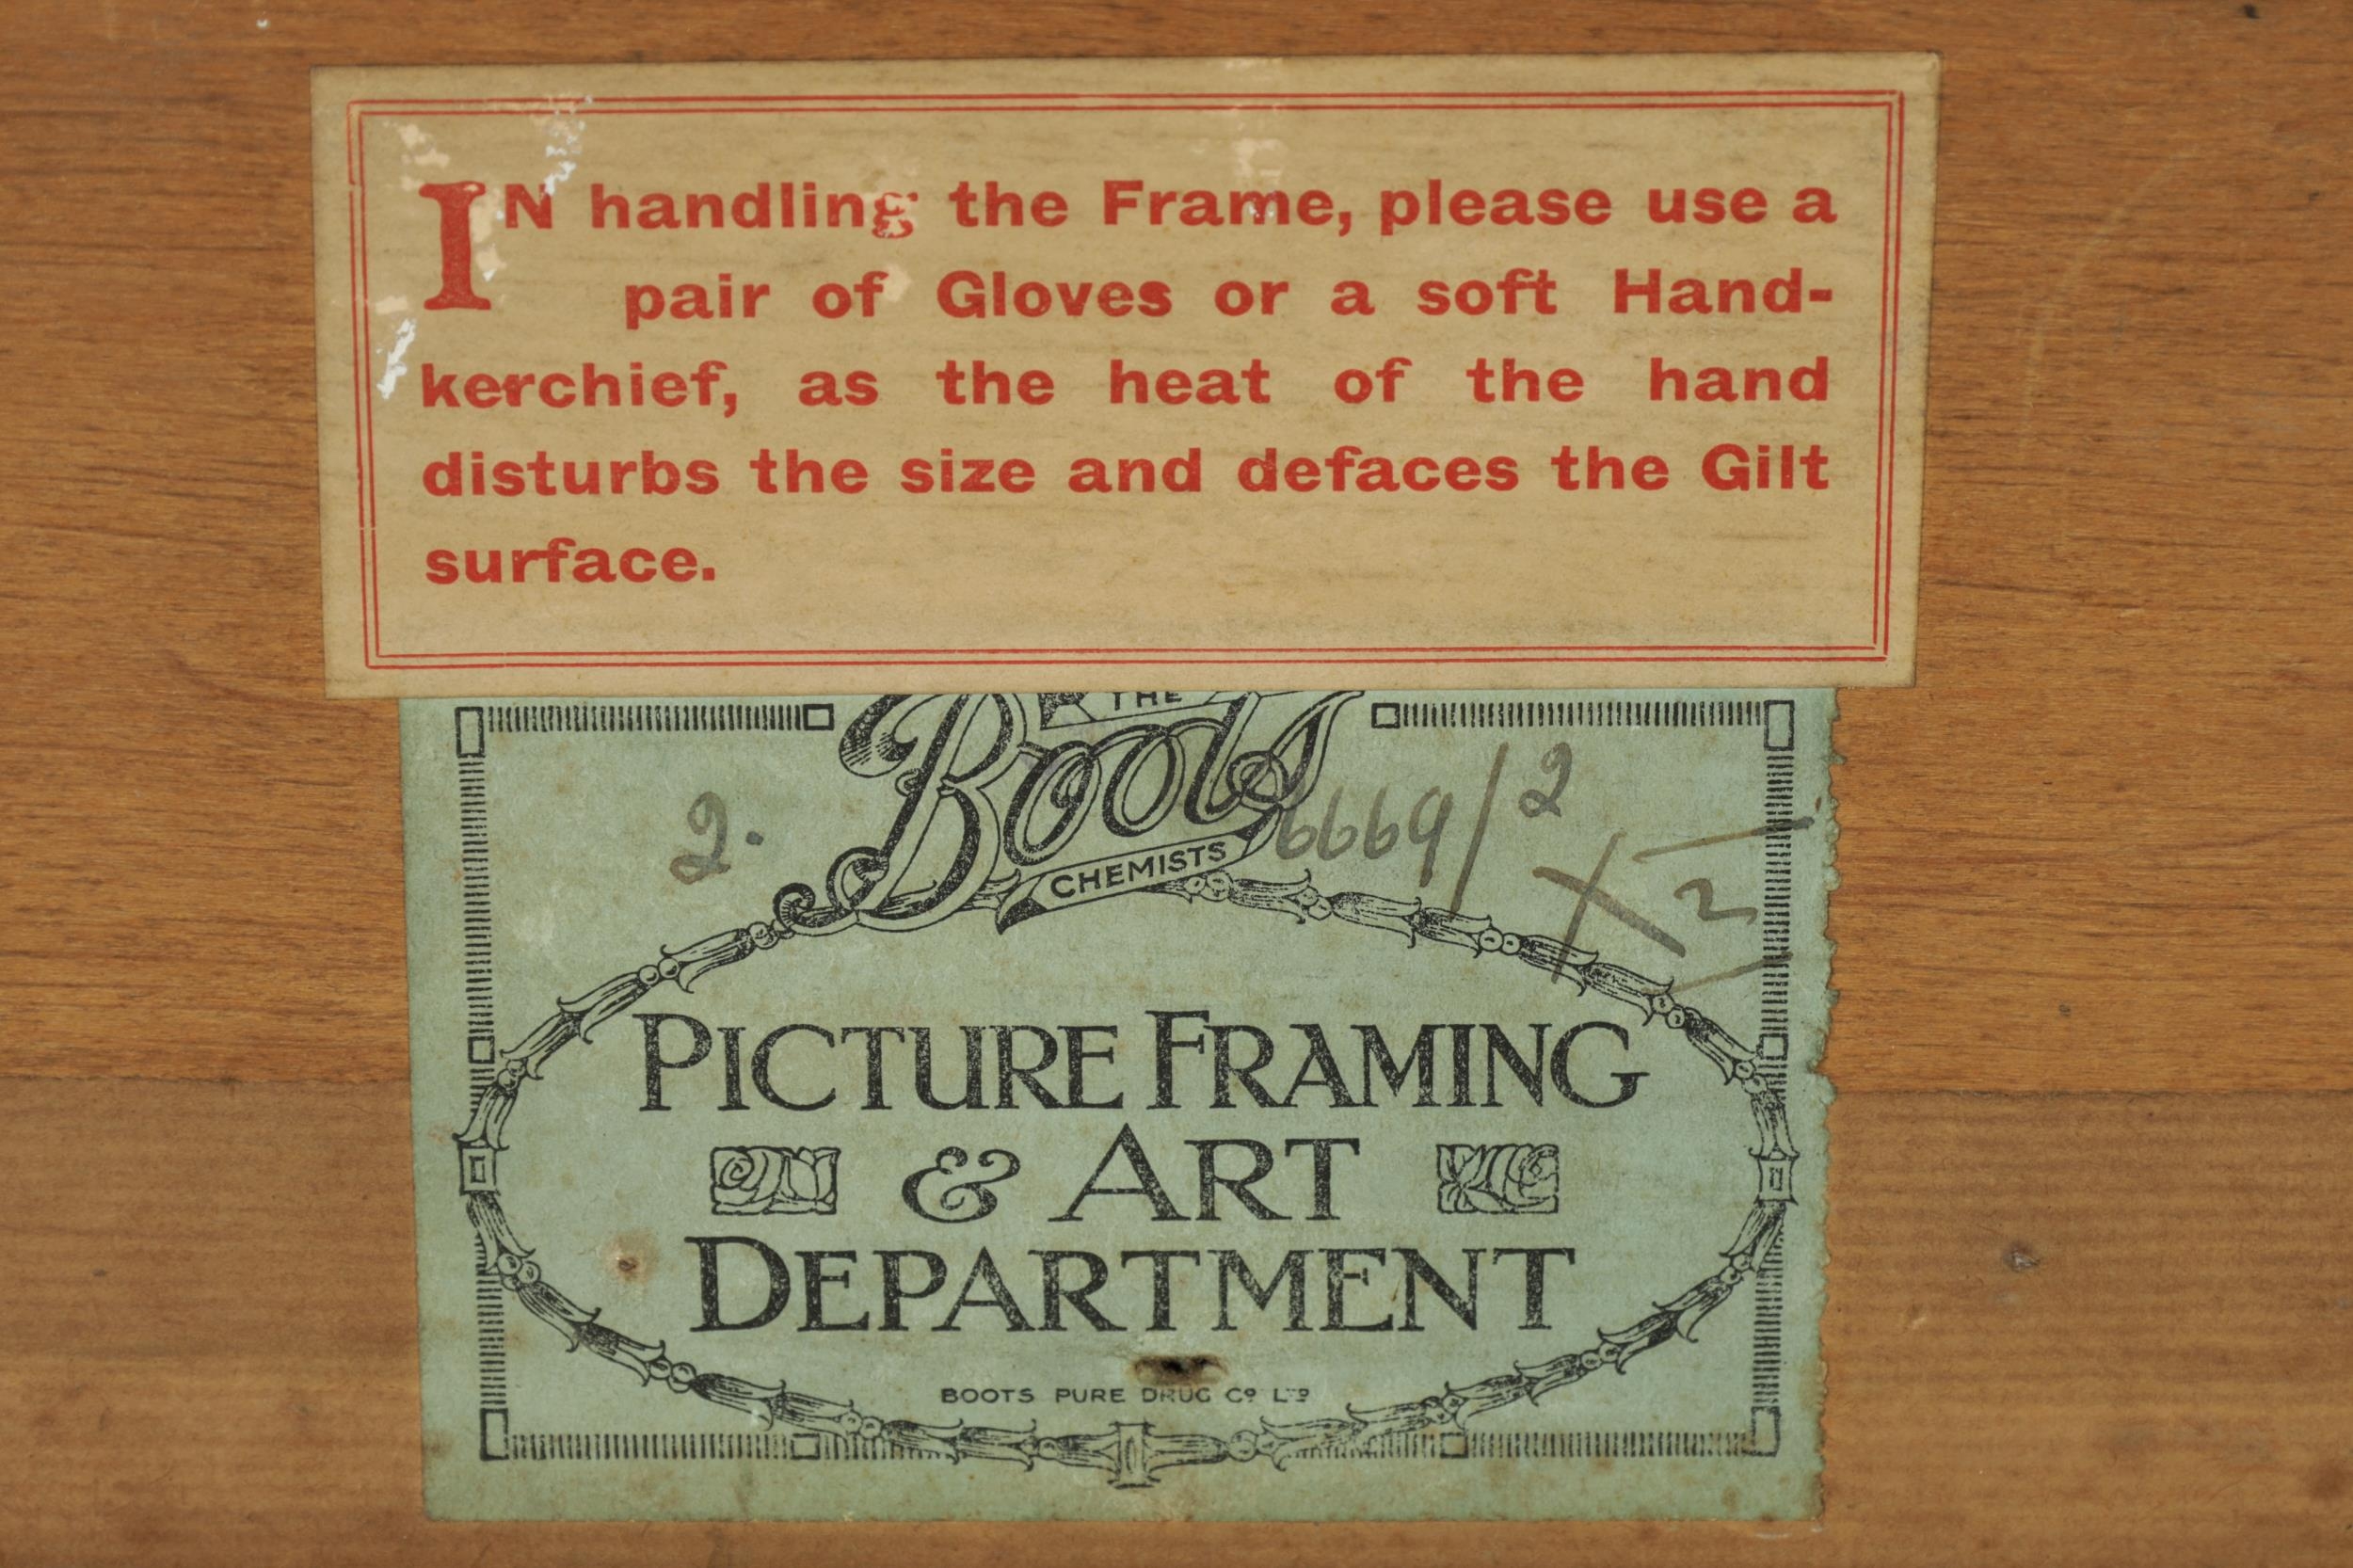 IN handling the Frame, please use a
pair of Gloves or a soft Hand-
kerchief, as the heat of the hand
disturbs the size and defaces the Gilt
surface.
THE
Boots
CHEMISTS
2.
6669/2
X 2
PICTURE FRAMING
& ART
DEPARTMENT
BOOTS PURE DRUG Cº LTD